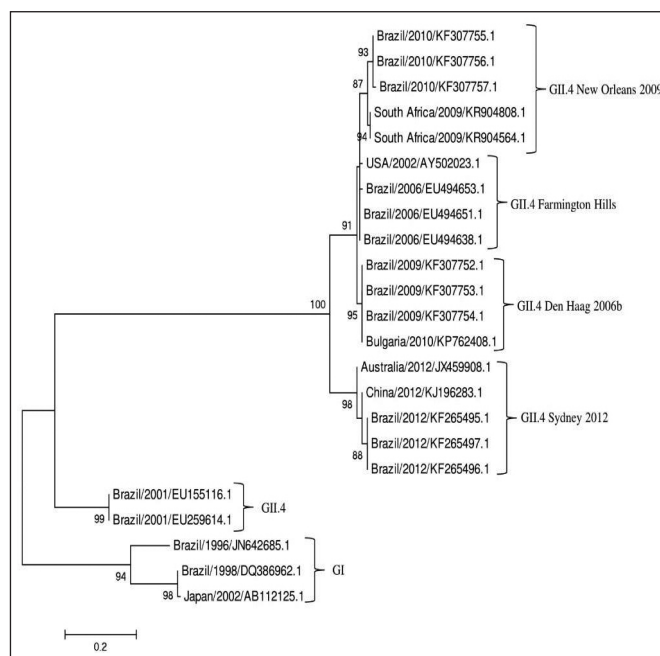 Brazil/2010/KF307755.1
93
Brazil/2010/KF307756.1
87
Brazil/2010/KF307757.1
GII.4 New Orleans 2009
South Africa/2009/KR904808.1
94
South Africa/2009/KR904564.1
USA/2002/AY502023.1
Brazil/2006/EU494653.1
GII.4 Farmington Hills
Brazil/2006/EU494651.1
91
Brazil/2006/EU494638.1
Brazil/2009/KF307752.1
Brazil/2009/KF307753.1
GII.4 Den Haag 2006b
100
95
Brazil/2009/KF307754.1
Bulgaria/2010/KP762408.1
Australia/2012/JX459908.1
China/2012/KJ196283.1
98
Brazil/2012/KF265495.1
GII.4 Sydney 2012
Brazil/2012/KF265497.1
88
Brazil/2012/KF265496.1
Brazil/2001/EU155116.1
GII.4
99
Brazil/2001/EU259614.1
Brazil/1996/JN642685.1
94
Brazil/1998/DQ386962.1
GI
98
Japan/2002/AB112125.1
0.2